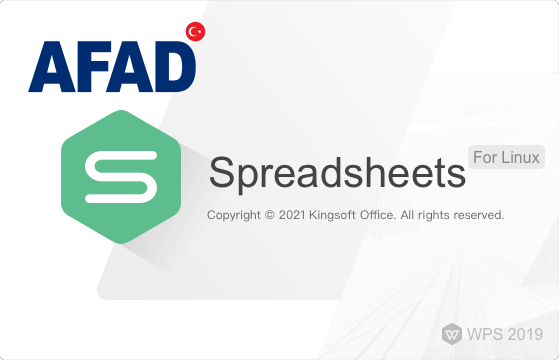 AFAD
Spreadsheets
For Linux
Copyright © 2021 Kingsoft Office. All rights reserved.
WPS 2019